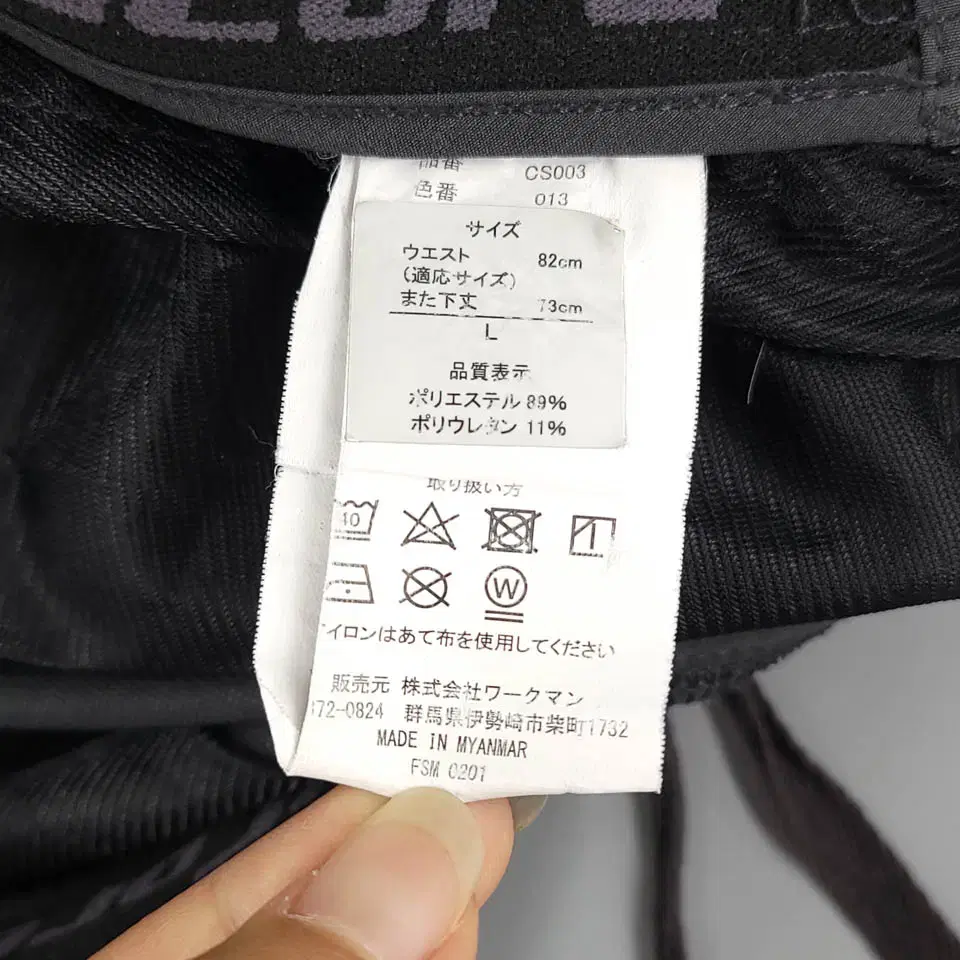 品番 CS003
色番 013
サイズ
ウエスト 82cm
(適応サイズ)
また下丈 73cm
L
品質表示
ポリエステル 89%
ポリウレタン 11%
取り扱い方
40
W
アイロンはあて布を使用してください
販売元 株式会社ワークマン
372-0824 群馬県伊勢崎市柴町1732
MADE IN MYANMAR
FSM 0201